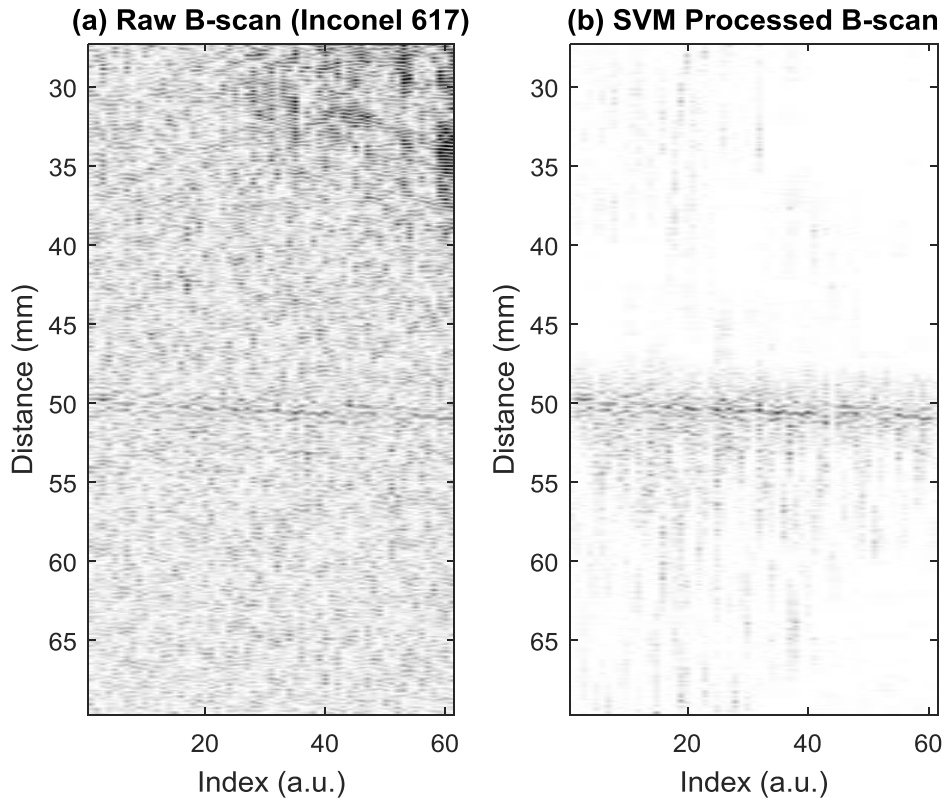 (a) Raw B-scan (Inconel 617)
30
35
40
45
50
55
60
65
Distance (mm)
20 40 60
Index (a.u.)
(b) SVM Processed B-scan
30
35
40
45
50
55
60
65
Distance (mm)
20 40 60
Index (a.u.)